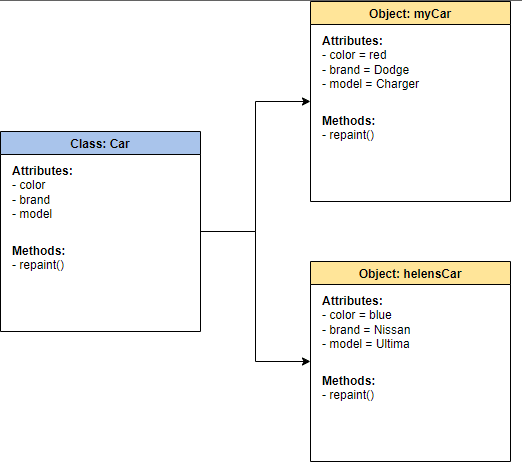 Object: myCar
Attributes:
- color = red
- brand = Dodge
- model = Charger
Methods:
- repaint()
Class: Car
Attributes:
- color
- brand
- model
Methods:
- repaint()
Object: helensCar
Attributes:
- color = blue
- brand = Nissan
- model = Ultima
Methods:
- repaint()